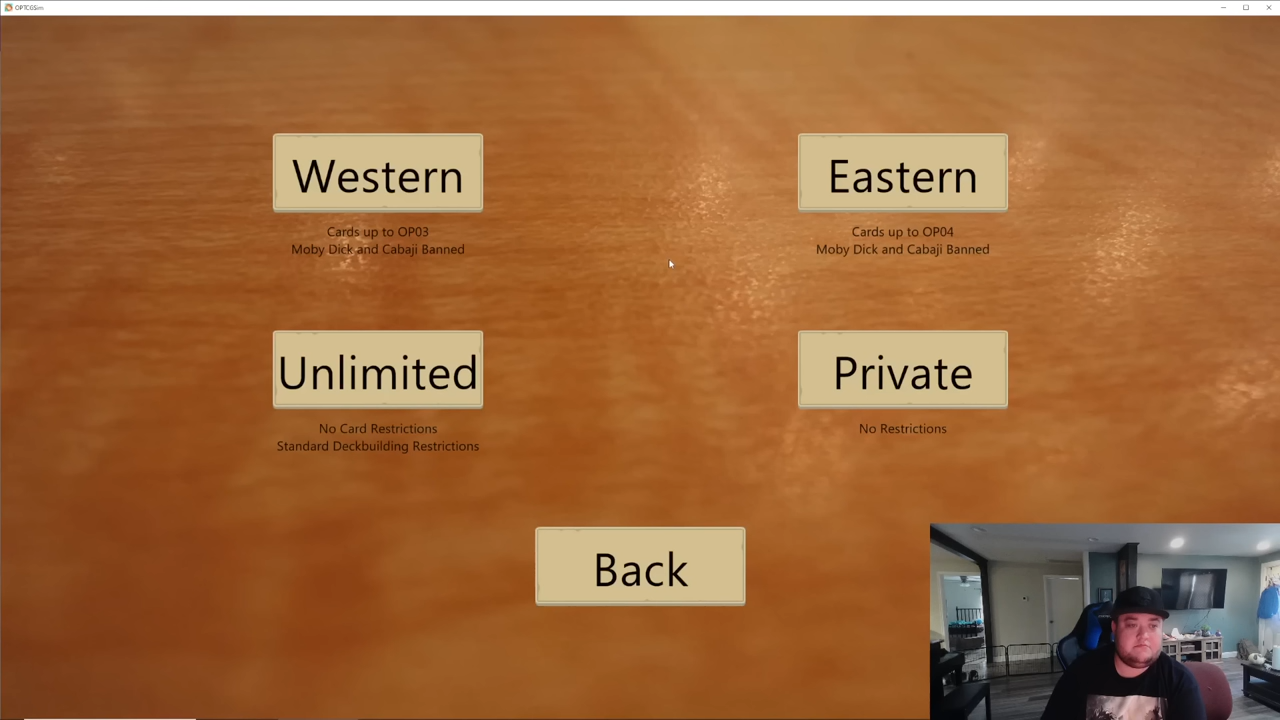 OPTCGSim
Western
Cards up to OP03
Moby Dick and Cabaji Banned
Eastern
Cards up to OP04
Moby Dick and Cabaji Banned
Unlimited
No Card Restrictions
Standard Deckbuilding Restrictions
Private
No Restrictions
Back